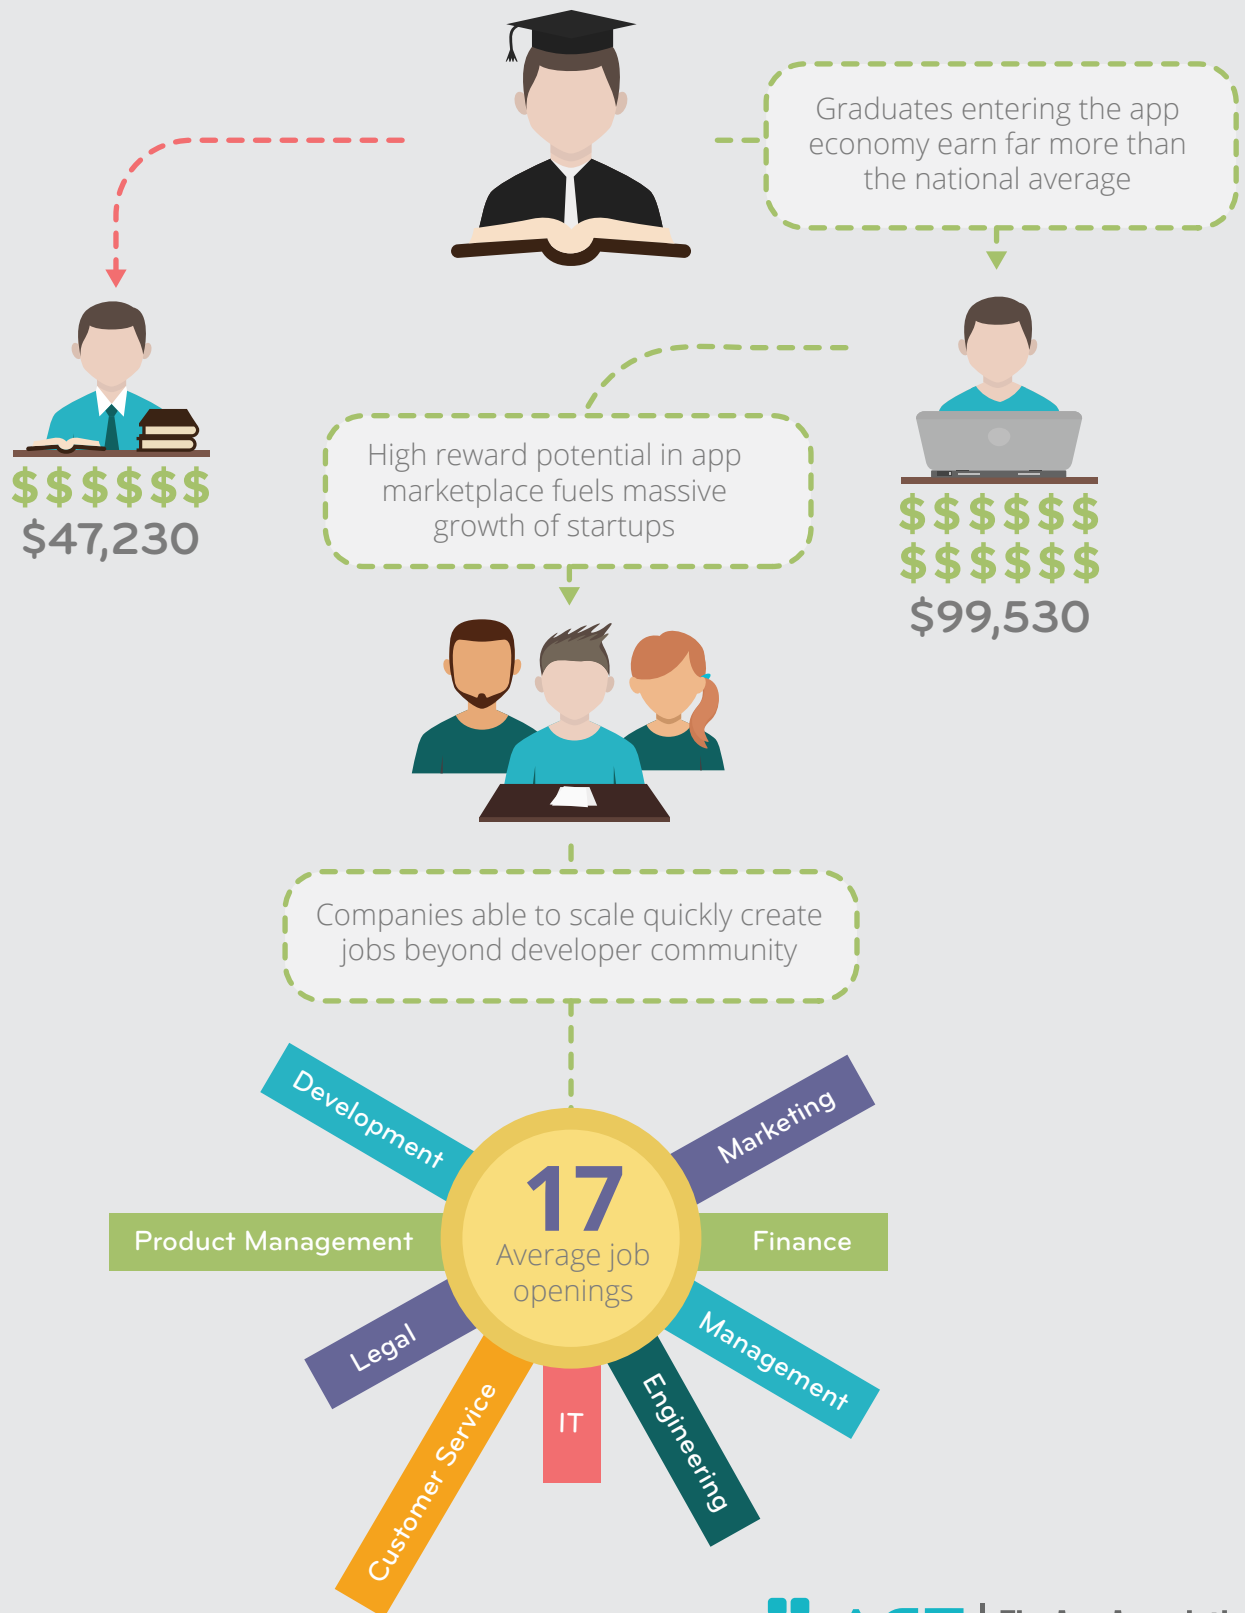 Graduates entering the app
economy earn far more than
the national average
$$$$$$
$47,230
High reward potential in app
marketplace fuels massive
growth of startups
$$$$$$
$$$$$$
$99,530
Companies able to scale quickly create
jobs beyond developer community
Development
Marketing
17
Average job
openings
Product Management
Finance
Legal
Management
Customer Service
IT
Engineering